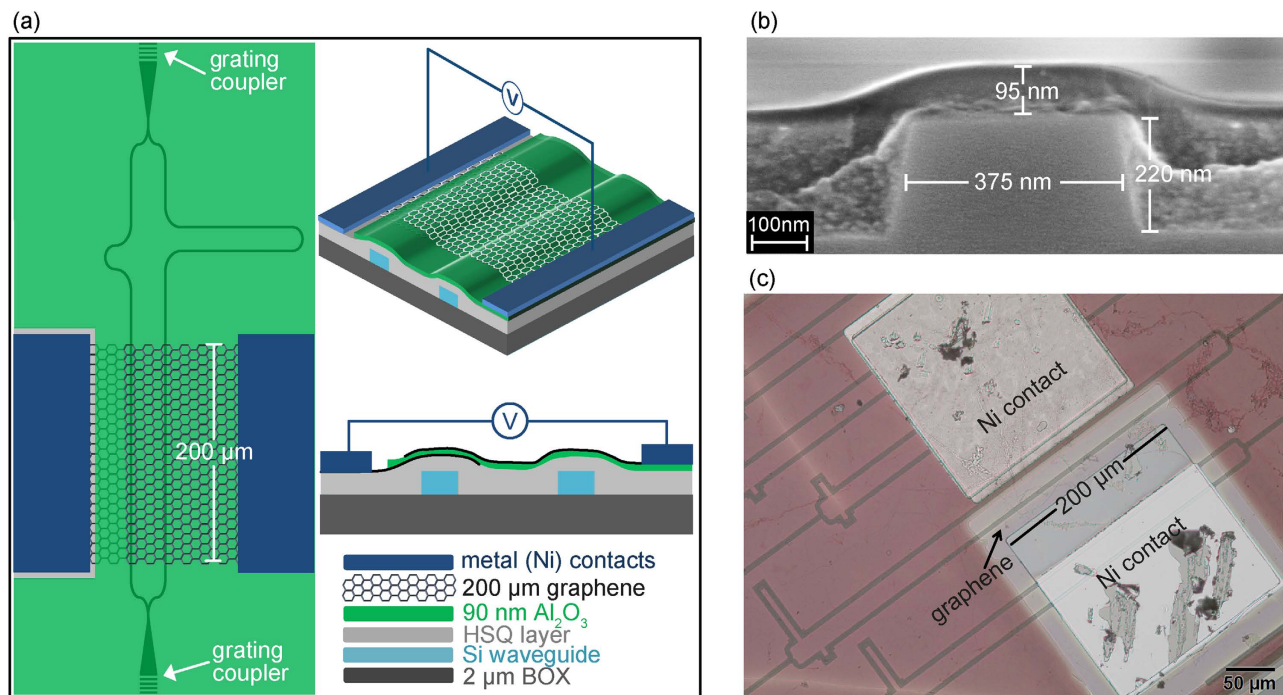 (a)
grating
coupler
200 µm
grating
coupler
V
V
metal (Ni) contacts
200 µm graphene
90 nm Al₂O₃
HSQ layer
Si waveguide
2 µm BOX
(b)
95 nm
375 nm
220 nm
100nm
(c)
Ni contact
200 µm
graphene
Ni contact
50 µm